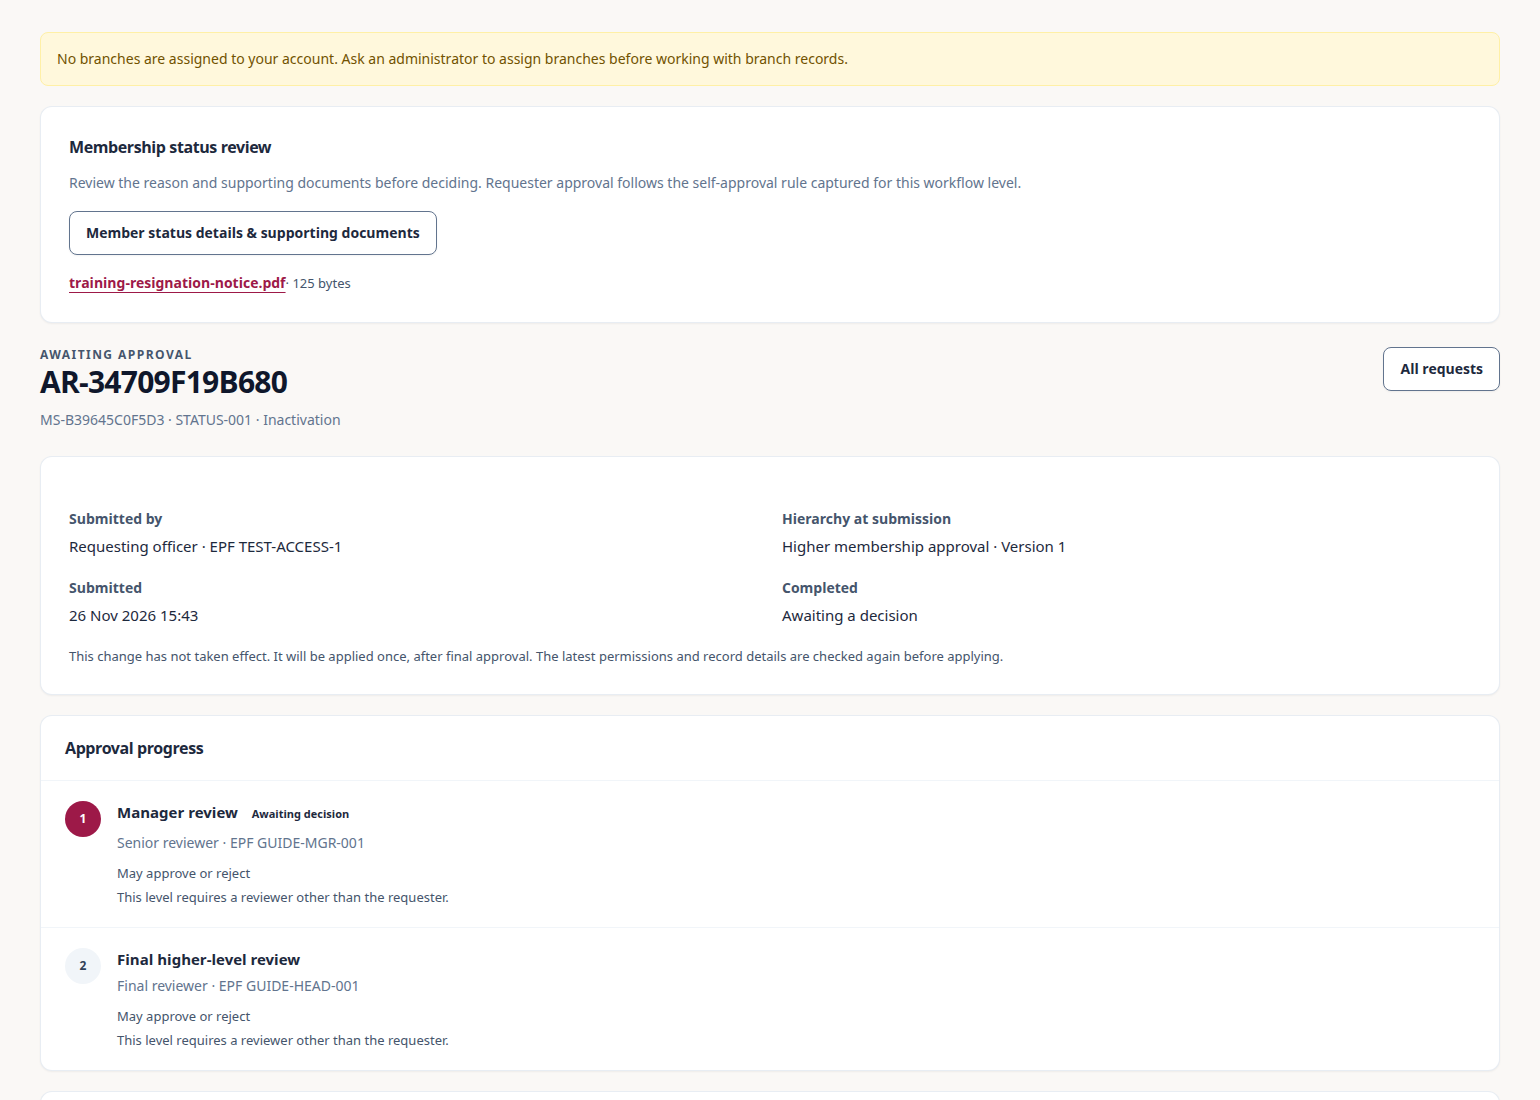 No branches are assigned to your account. Ask an administrator to assign branches before working with branch records.
Membership status review
Review the reason and supporting documents before deciding. Requester approval follows the self-approval rule captured for this workflow level.
Member status details & supporting documents
training-resignation-notice.pdf· 125 bytes
AWAITING APPROVAL
AR-34709F19B680
All requests
MS-B39645C0F5D3 · STATUS-001 · Inactivation
Submitted by
Requesting officer · EPF TEST-ACCESS-1
Hierarchy at submission
Higher membership approval · Version 1
Submitted
26 Nov 2026 15:43
Completed
Awaiting a decision
This change has not taken effect. It will be applied once, after final approval. The latest permissions and record details are checked again before applying.
Approval progress
1
Manager review Awaiting decision
Senior reviewer · EPF GUIDE-MGR-001
May approve or reject
This level requires a reviewer other than the requester.
2
Final higher-level review
Final reviewer · EPF GUIDE-HEAD-001
May approve or reject
This level requires a reviewer other than the requester.